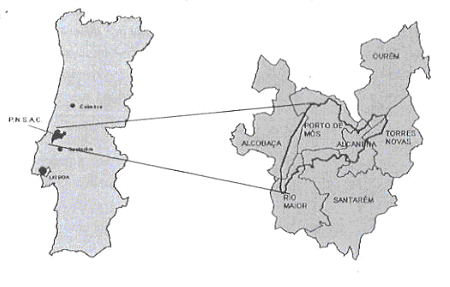 Coimbra
P.N.S.A.C.
Santarém
LISBOA
OURÉM
PORTO DE
MÓS
ALCOBAÇA
ALCANENA
TORRES
NOVAS
RIO
MAIOR
SANTARÉM